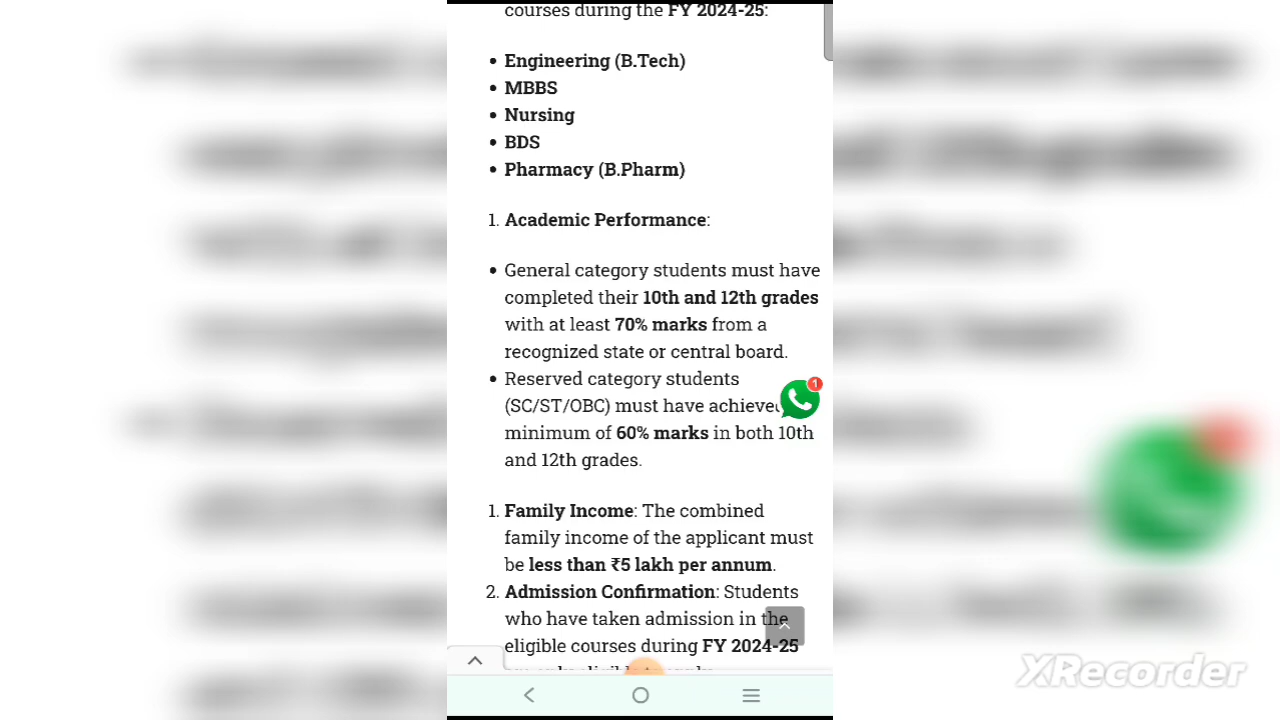 courses during the FY 2024-25:
• Engineering (B.Tech)
• MBBS
• Nursing
• BDS
• Pharmacy (B.Pharm)
1. Academic Performance:
• General category students must have
completed their 10th and 12th grades
with at least 70% marks from a
recognized state or central board.
• Reserved category students
(SC/ST/OBC) must have achieved
minimum of 60% marks in both 10th
and 12th grades.
1. Family Income: The combined
family income of the applicant must
be less than ₹5 lakh per annum.
2. Admission Confirmation: Students
who have taken admission in the
eligible courses during FY 2024-25
1
XRecorder